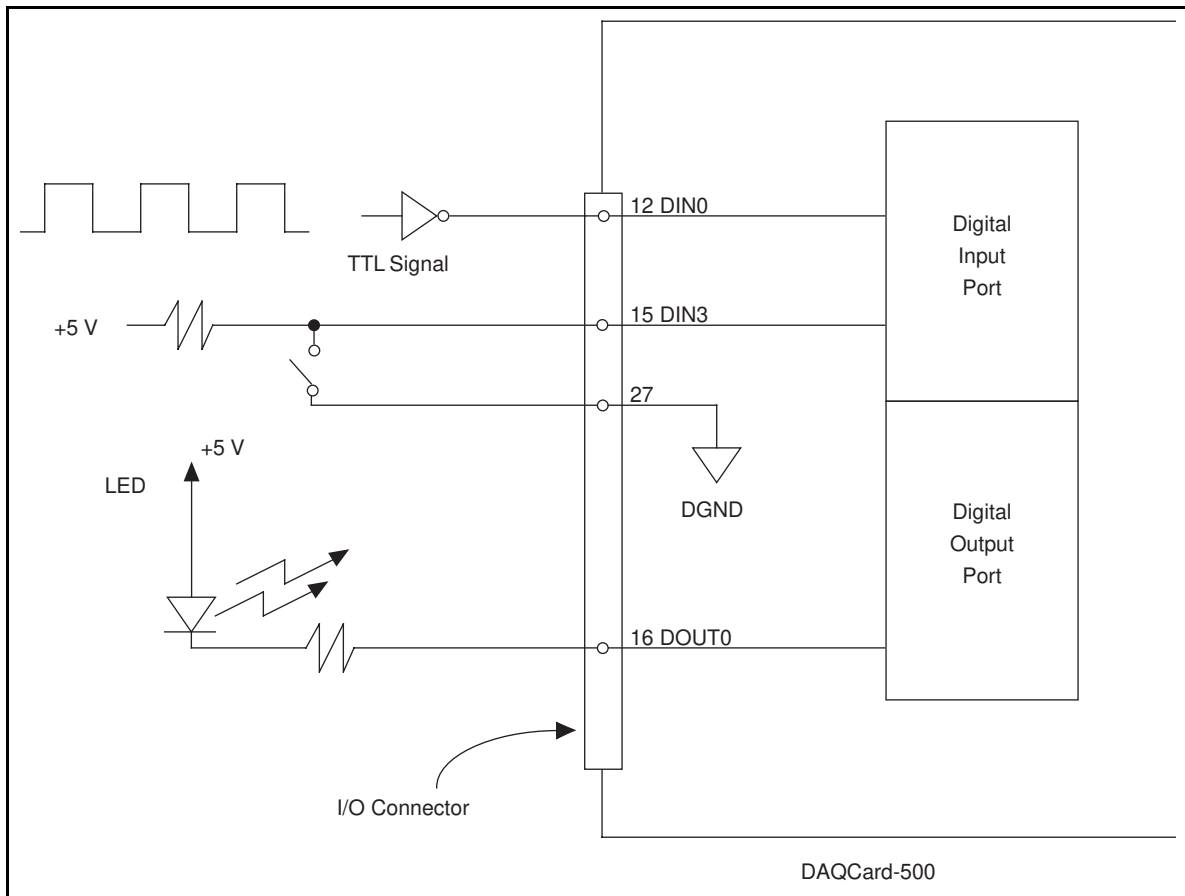 12 DIN0
TTL Signal
Digital
Input
Port
+5 V
15 DIN3
27
DGND
+5 V
LED
Digital
Output
Port
16 DOUT0
I/O Connector
DAQCard-500